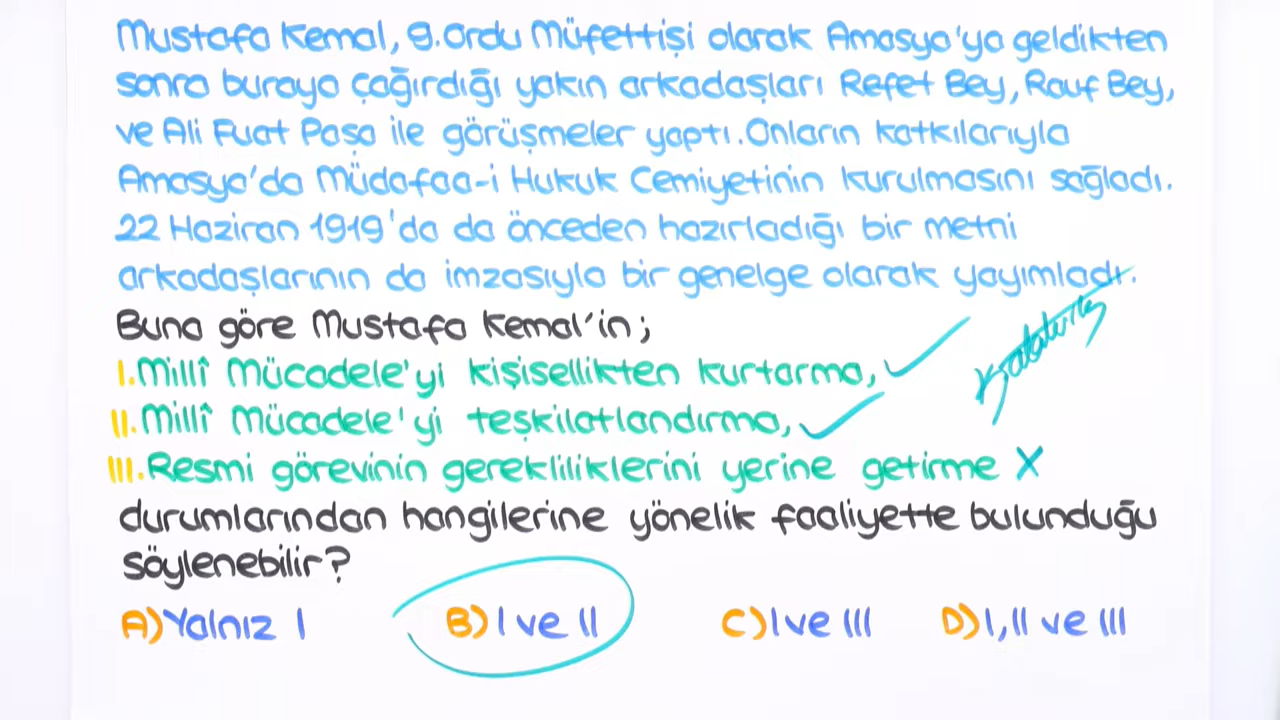 Mustafa Kemal, 9.Ordu Müfettişi olarak Amasya'ya geldikten
sonra buraya çağırdığı yakın arkadaşları Refet Bey, Rauf Bey,
ve Ali Fuat Paşa ile görüşmeler yaptı. Onların katkılarıyla
Amasya'da Müdafaa-i Hukuk Cemiyetinin kurulmasını sağladı.
22 Haziran 1919'da da önceden hazırladığı bir metni
arkadaşlarının da imzasıyla bir genelge olarak yayımladı.
Buna göre Mustafa Kemal'in;
I.Millî Mücadele'yi kişisellikten kurtarma,
II.Millî Mücadele'yi teşkilatlandırma,
III.Resmi görevinin gerekliliklerini yerine getirme X
durumlarından hangilerine yönelik faaliyette bulunduğu
söylenebilir?
A)Yalnız I B)I ve II C)I ve III D)I, II ve III